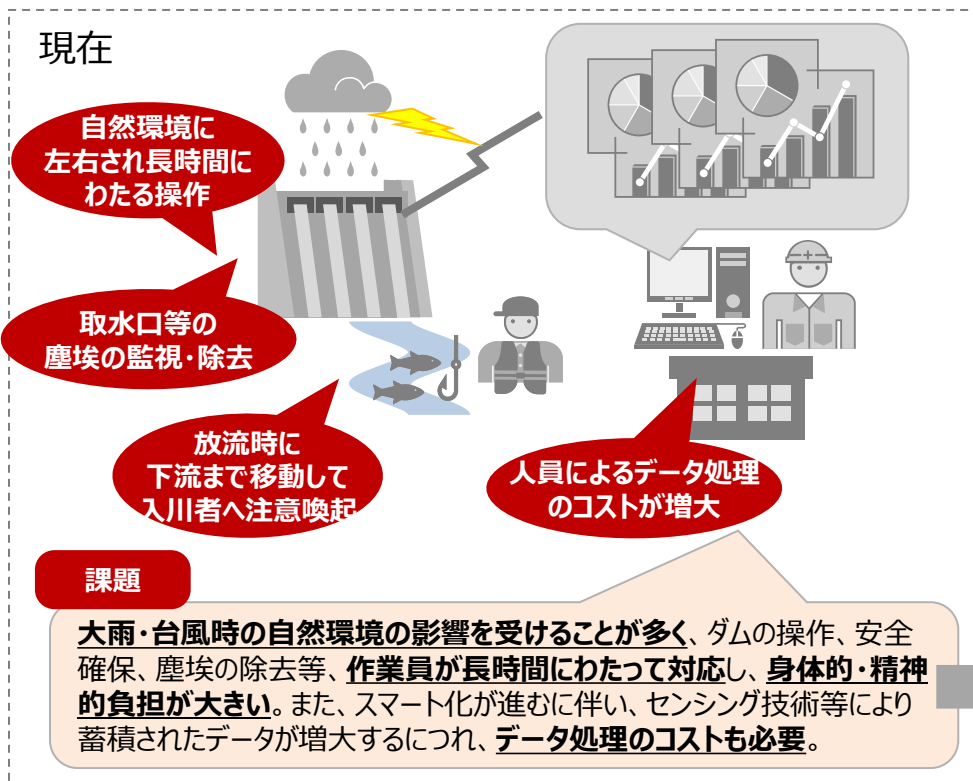 現在
自然環境に
左右され長時間に
わたる操作
取水口等の
塵埃の監視・除去
放流時に
下流まで移動して
入川者へ注意喚起
人員によるデータ処理
のコストが増大
課題
大雨・台風時の自然環境の影響を受けることが多く、ダムの操作、安全
確保、塵埃の除去等、作業員が長時間にわたって対応し、身体的・精神
的負担が大きい。また、スマート化が進むに伴い、センシング技術等により
蓄積されたデータが増大するにつれ、データ処理のコストも必要。